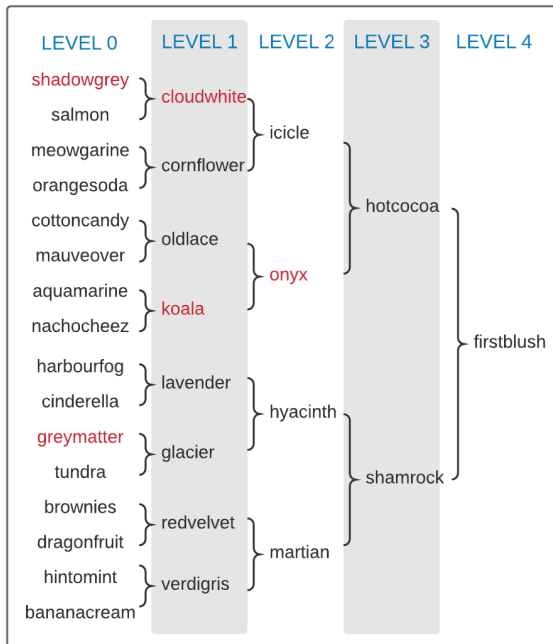 LEVEL 0 LEVEL 1 LEVEL 2 LEVEL 3 LEVEL 4
shadowgrey
cloudwhite
salmon
icicle
meowgarine
cornflower
orangesoda
hotcocoa
cottoncandy
oldlace
mauveover
onyx
aquamarine
koala
nachocheez
firstblush
harbourfog
lavender
cinderella
hyacinth
greymatter
glacier
tundra
shamrock
brownies
redvelvet
dragonfruit
martian
hintomint
verdigris
bananacream